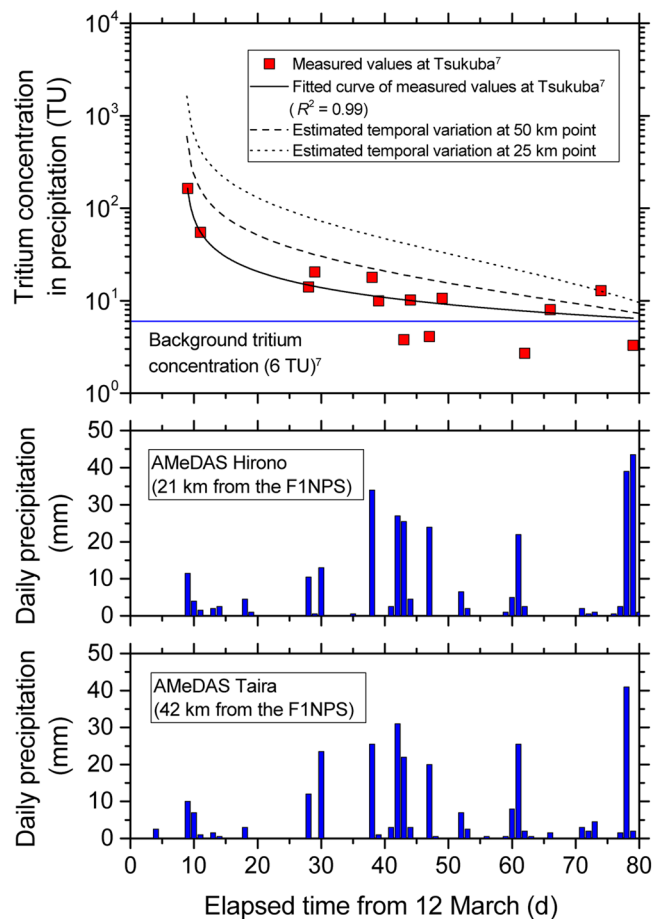 10⁴
10³
10²
10¹
10⁰
Tritium concentration
in precipitation (TU)
Measured values at Tsukuba⁷
Fitted curve of measured values at Tsukuba⁷
(R² = 0.99)
Estimated temporal variation at 50 km point
Estimated temporal variation at 25 km point
Background tritium
concentration (6 TU)⁷
50
40
30
20
10
0
Daily precipitation
(mm)
AMeDAS Hirono
(21 km from the F1NPS)
50
40
30
20
10
0
Daily precipitation
(mm)
AMeDAS Taira
(42 km from the F1NPS)
0 10 20 30 40 50 60 70 80
Elapsed time from 12 March (d)